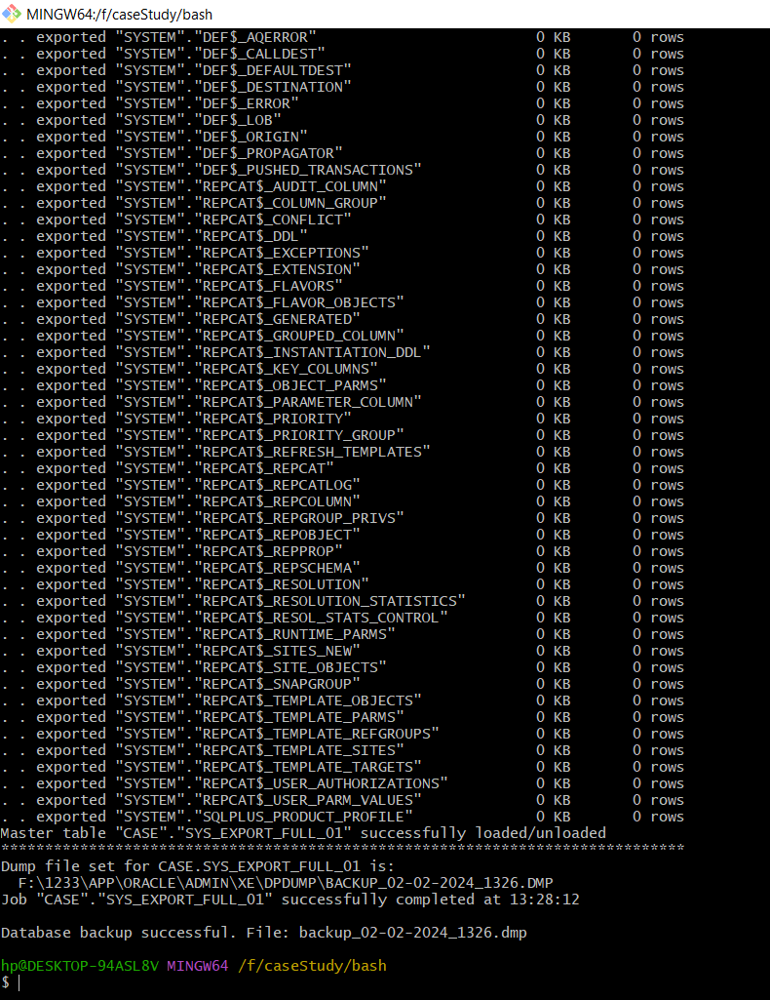 MINGW64:/f/caseStudy/bash
. . exported "SYSTEM"."DEF$_AQERROR" 0 KB 0 rows
. . exported "SYSTEM"."DEF$_CALLDEST" 0 KB 0 rows
. . exported "SYSTEM"."DEF$_DEFAULTDEST" 0 KB 0 rows
. . exported "SYSTEM"."DEF$_DESTINATION" 0 KB 0 rows
. . exported "SYSTEM"."DEF$_ERROR" 0 KB 0 rows
. . exported "SYSTEM"."DEF$_LOB" 0 KB 0 rows
. . exported "SYSTEM"."DEF$_ORIGIN" 0 KB 0 rows
. . exported "SYSTEM"."DEF$_PROPAGATOR" 0 KB 0 rows
. . exported "SYSTEM"."DEF$_PUSHED_TRANSACTIONS" 0 KB 0 rows
. . exported "SYSTEM"."REPCAT$_AUDIT_COLUMN" 0 KB 0 rows
. . exported "SYSTEM"."REPCAT$_COLUMN_GROUP" 0 KB 0 rows
. . exported "SYSTEM"."REPCAT$_CONFLICT" 0 KB 0 rows
. . exported "SYSTEM"."REPCAT$_DDL" 0 KB 0 rows
. . exported "SYSTEM"."REPCAT$_EXCEPTIONS" 0 KB 0 rows
. . exported "SYSTEM"."REPCAT$_EXTENSION" 0 KB 0 rows
. . exported "SYSTEM"."REPCAT$_FLAVORS" 0 KB 0 rows
. . exported "SYSTEM"."REPCAT$_FLAVOR_OBJECTS" 0 KB 0 rows
. . exported "SYSTEM"."REPCAT$_GENERATED" 0 KB 0 rows
. . exported "SYSTEM"."REPCAT$_GROUPED_COLUMN" 0 KB 0 rows
. . exported "SYSTEM"."REPCAT$_INSTANTIATION_DDL" 0 KB 0 rows
. . exported "SYSTEM"."REPCAT$_KEY_COLUMNS" 0 KB 0 rows
. . exported "SYSTEM"."REPCAT$_OBJECT_PARMS" 0 KB 0 rows
. . exported "SYSTEM"."REPCAT$_PARAMETER_COLUMN" 0 KB 0 rows
. . exported "SYSTEM"."REPCAT$_PRIORITY" 0 KB 0 rows
. . exported "SYSTEM"."REPCAT$_PRIORITY_GROUP" 0 KB 0 rows
. . exported "SYSTEM"."REPCAT$_REFRESH_TEMPLATES" 0 KB 0 rows
. . exported "SYSTEM"."REPCAT$_REPCAT" 0 KB 0 rows
. . exported "SYSTEM"."REPCAT$_REPCATLOG" 0 KB 0 rows
. . exported "SYSTEM"."REPCAT$_REPCOLUMN" 0 KB 0 rows
. . exported "SYSTEM"."REPCAT$_REPGROUP_PRIVS" 0 KB 0 rows
. . exported "SYSTEM"."REPCAT$_REPOBJECT" 0 KB 0 rows
. . exported "SYSTEM"."REPCAT$_REPPROP" 0 KB 0 rows
. . exported "SYSTEM"."REPCAT$_REPSCHEMA" 0 KB 0 rows
. . exported "SYSTEM"."REPCAT$_RESOLUTION" 0 KB 0 rows
. . exported "SYSTEM"."REPCAT$_RESOLUTION_STATISTICS" 0 KB 0 rows
. . exported "SYSTEM"."REPCAT$_RESOL_STATS_CONTROL" 0 KB 0 rows
. . exported "SYSTEM"."REPCAT$_RUNTIME_PARMS" 0 KB 0 rows
. . exported "SYSTEM"."REPCAT$_SITES_NEW" 0 KB 0 rows
. . exported "SYSTEM"."REPCAT$_SITE_OBJECTS" 0 KB 0 rows
. . exported "SYSTEM"."REPCAT$_SNAPGROUP" 0 KB 0 rows
. . exported "SYSTEM"."REPCAT$_TEMPLATE_OBJECTS" 0 KB 0 rows
. . exported "SYSTEM"."REPCAT$_TEMPLATE_PARMS" 0 KB 0 rows
. . exported "SYSTEM"."REPCAT$_TEMPLATE_REFGROUPS" 0 KB 0 rows
. . exported "SYSTEM"."REPCAT$_TEMPLATE_SITES" 0 KB 0 rows
. . exported "SYSTEM"."REPCAT$_TEMPLATE_TARGETS" 0 KB 0 rows
. . exported "SYSTEM"."REPCAT$_USER_AUTHORIZATIONS" 0 KB 0 rows
. . exported "SYSTEM"."REPCAT$_USER_PARM_VALUES" 0 KB 0 rows
. . exported "SYSTEM"."SQLPLUS_PRODUCT_PROFILE" 0 KB 0 rows
Master table "CASE"."SYS_EXPORT_FULL_01" successfully loaded/unloaded
******************************************************************************
Dump file set for CASE.SYS_EXPORT_FULL_01 is:
F:\1233\APP\ORACLE\ADMIN\XE\DPDUMP\BACKUP_02-02-2024_1326.DMP
Job "CASE"."SYS_EXPORT_FULL_01" successfully completed at 13:28:12
Database backup successful. File: backup_02-02-2024_1326.dmp
hp@DESKTOP-94ASL8V MINGW64 /f/caseStudy/bash
$